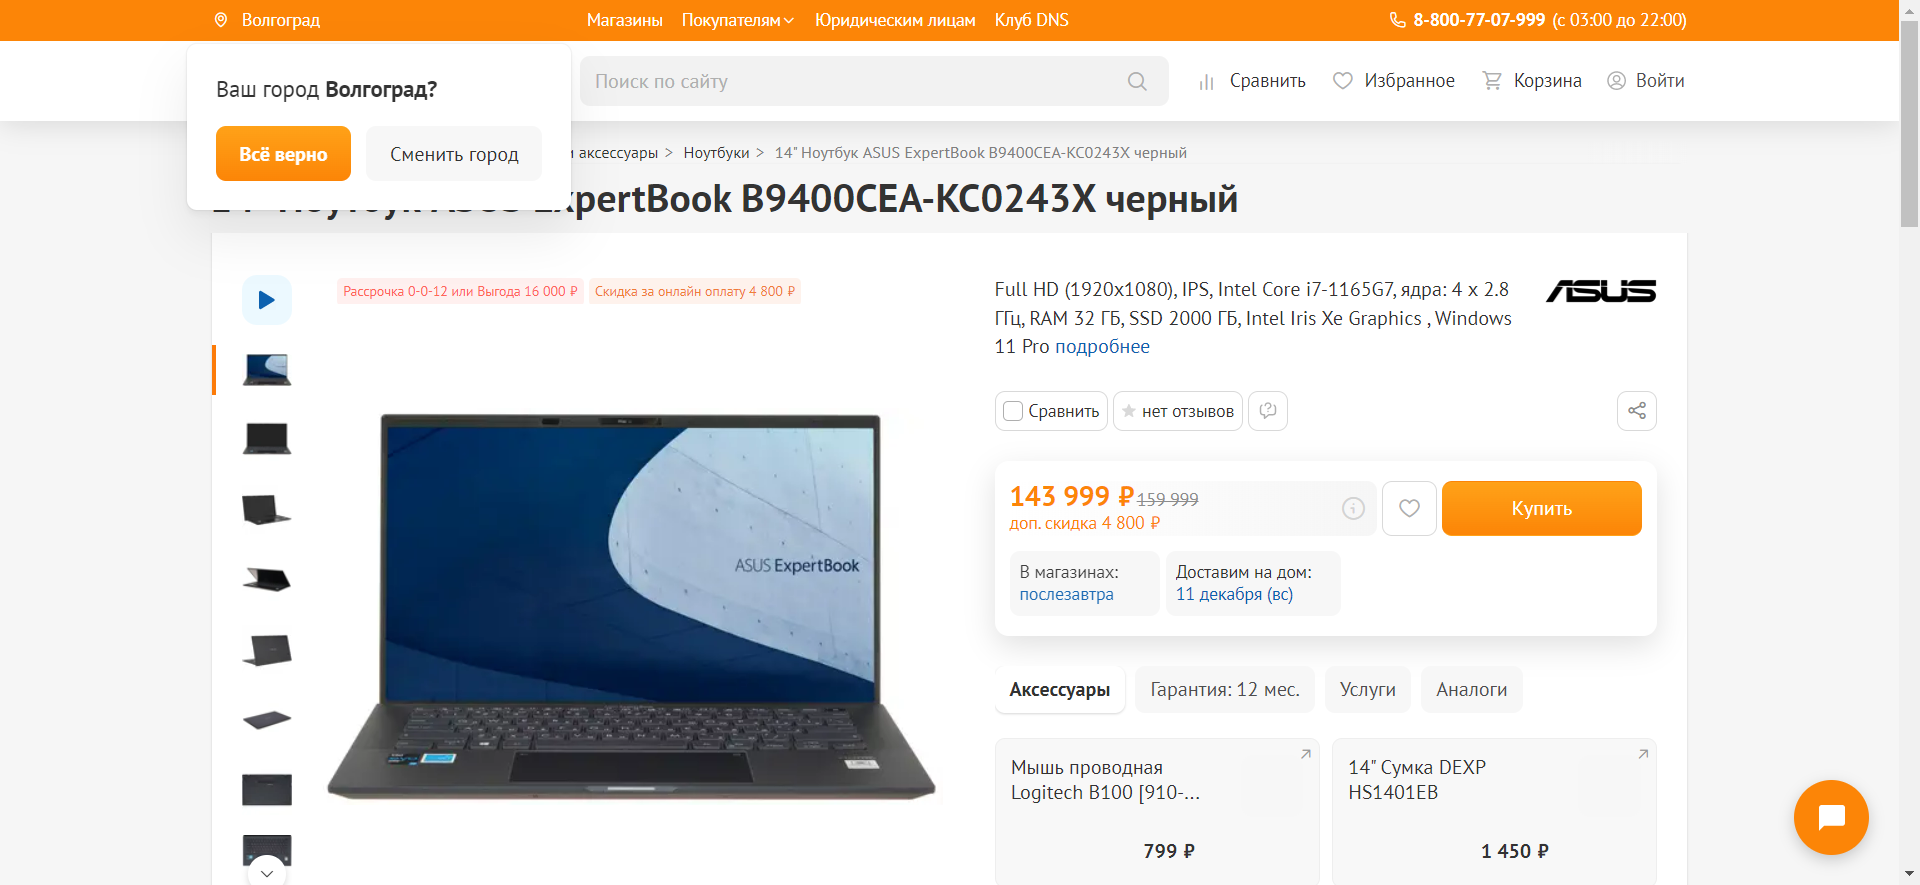 Волгоград
Магазины
Покупателям
Юридическим лицам
Клуб DNS
8-800-77-07-999 (с 03:00 до 22:00)
Ваш город Волгоград?
Всё верно
Сменить город
Поиск по сайту
Сравнить
Избранное
Корзина
Войти
и аксессуары > Ноутбуки > 14" Ноутбук ASUS ExpertBook B9400CEA-KC0243X черный
14" Ноутбук ASUS ExpertBook B9400CEA-KC0243X черный
Рассрочка 0-0-12 или Выгода 16 000 ₽
Скидка за онлайн оплату 4 800 ₽
ASUS ExpertBook
Full HD (1920x1080), IPS, Intel Core i7-1165G7, ядра: 4 х 2.8
ГГц, RAM 32 ГБ, SSD 2000 ГБ, Intel Iris Xe Graphics , Windows
11 Pro подробнее
ASUS
Сравнить
нет отзывов
143 999 ₽ 159 999
доп. скидка 4 800 ₽
Купить
В магазинах:
послезавтра
Доставим на дом:
11 декабря (вс)
Аксессуары
Гарантия: 12 мес.
Услуги
Аналоги
Мышь проводная
Logitech B100 [910-...
799 ₽
14" Сумка DEXP
HS1401EB
1 450 ₽